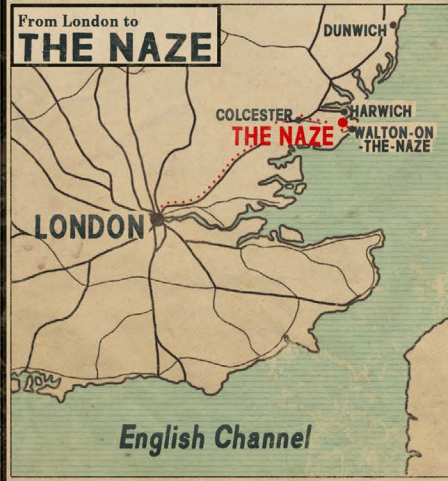 From London to
THE NAZE
DUNWICH
COLCESTER
HARWICH
THE NAZE
WALTON-ON
-THE-NAZE
LONDON
English Channel